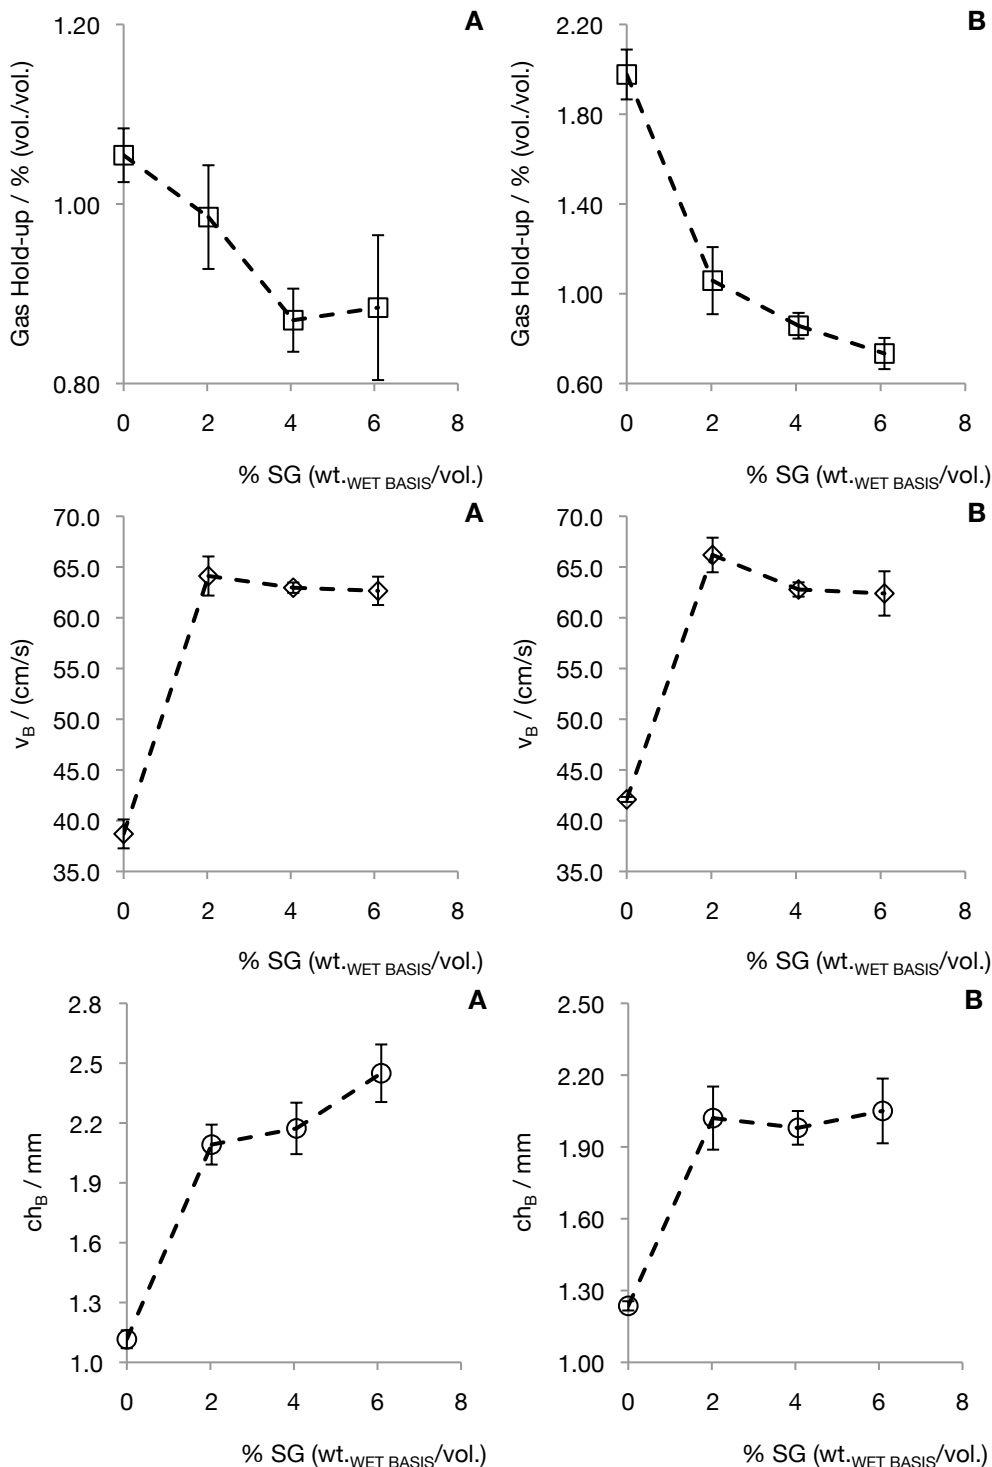 A
Gas Hold-up / % (vol./vol.)
1.20
1.00
0.80
0 2 4 6 8
% SG (wt.WET BASIS/vol.)
B
Gas Hold-up / % (vol./vol.)
2.20
1.80
1.40
1.00
0.60
0 2 4 6 8
% SG (wt.WET BASIS/vol.)
A
vB / (cm/s)
70.0
65.0
60.0
55.0
50.0
45.0
40.0
35.0
0 2 4 6 8
% SG (wt.WET BASIS/vol.)
B
vB / (cm/s)
70.0
65.0
60.0
55.0
50.0
45.0
40.0
35.0
0 2 4 6 8
% SG (wt.WET BASIS/vol.)
A
chB / mm
2.8
2.5
2.2
1.9
1.6
1.3
1.0
0 2 4 6 8
% SG (wt.WET BASIS/vol.)
B
chB / mm
2.50
2.20
1.90
1.60
1.30
1.00
0 2 4 6 8
% SG (wt.WET BASIS/vol.)